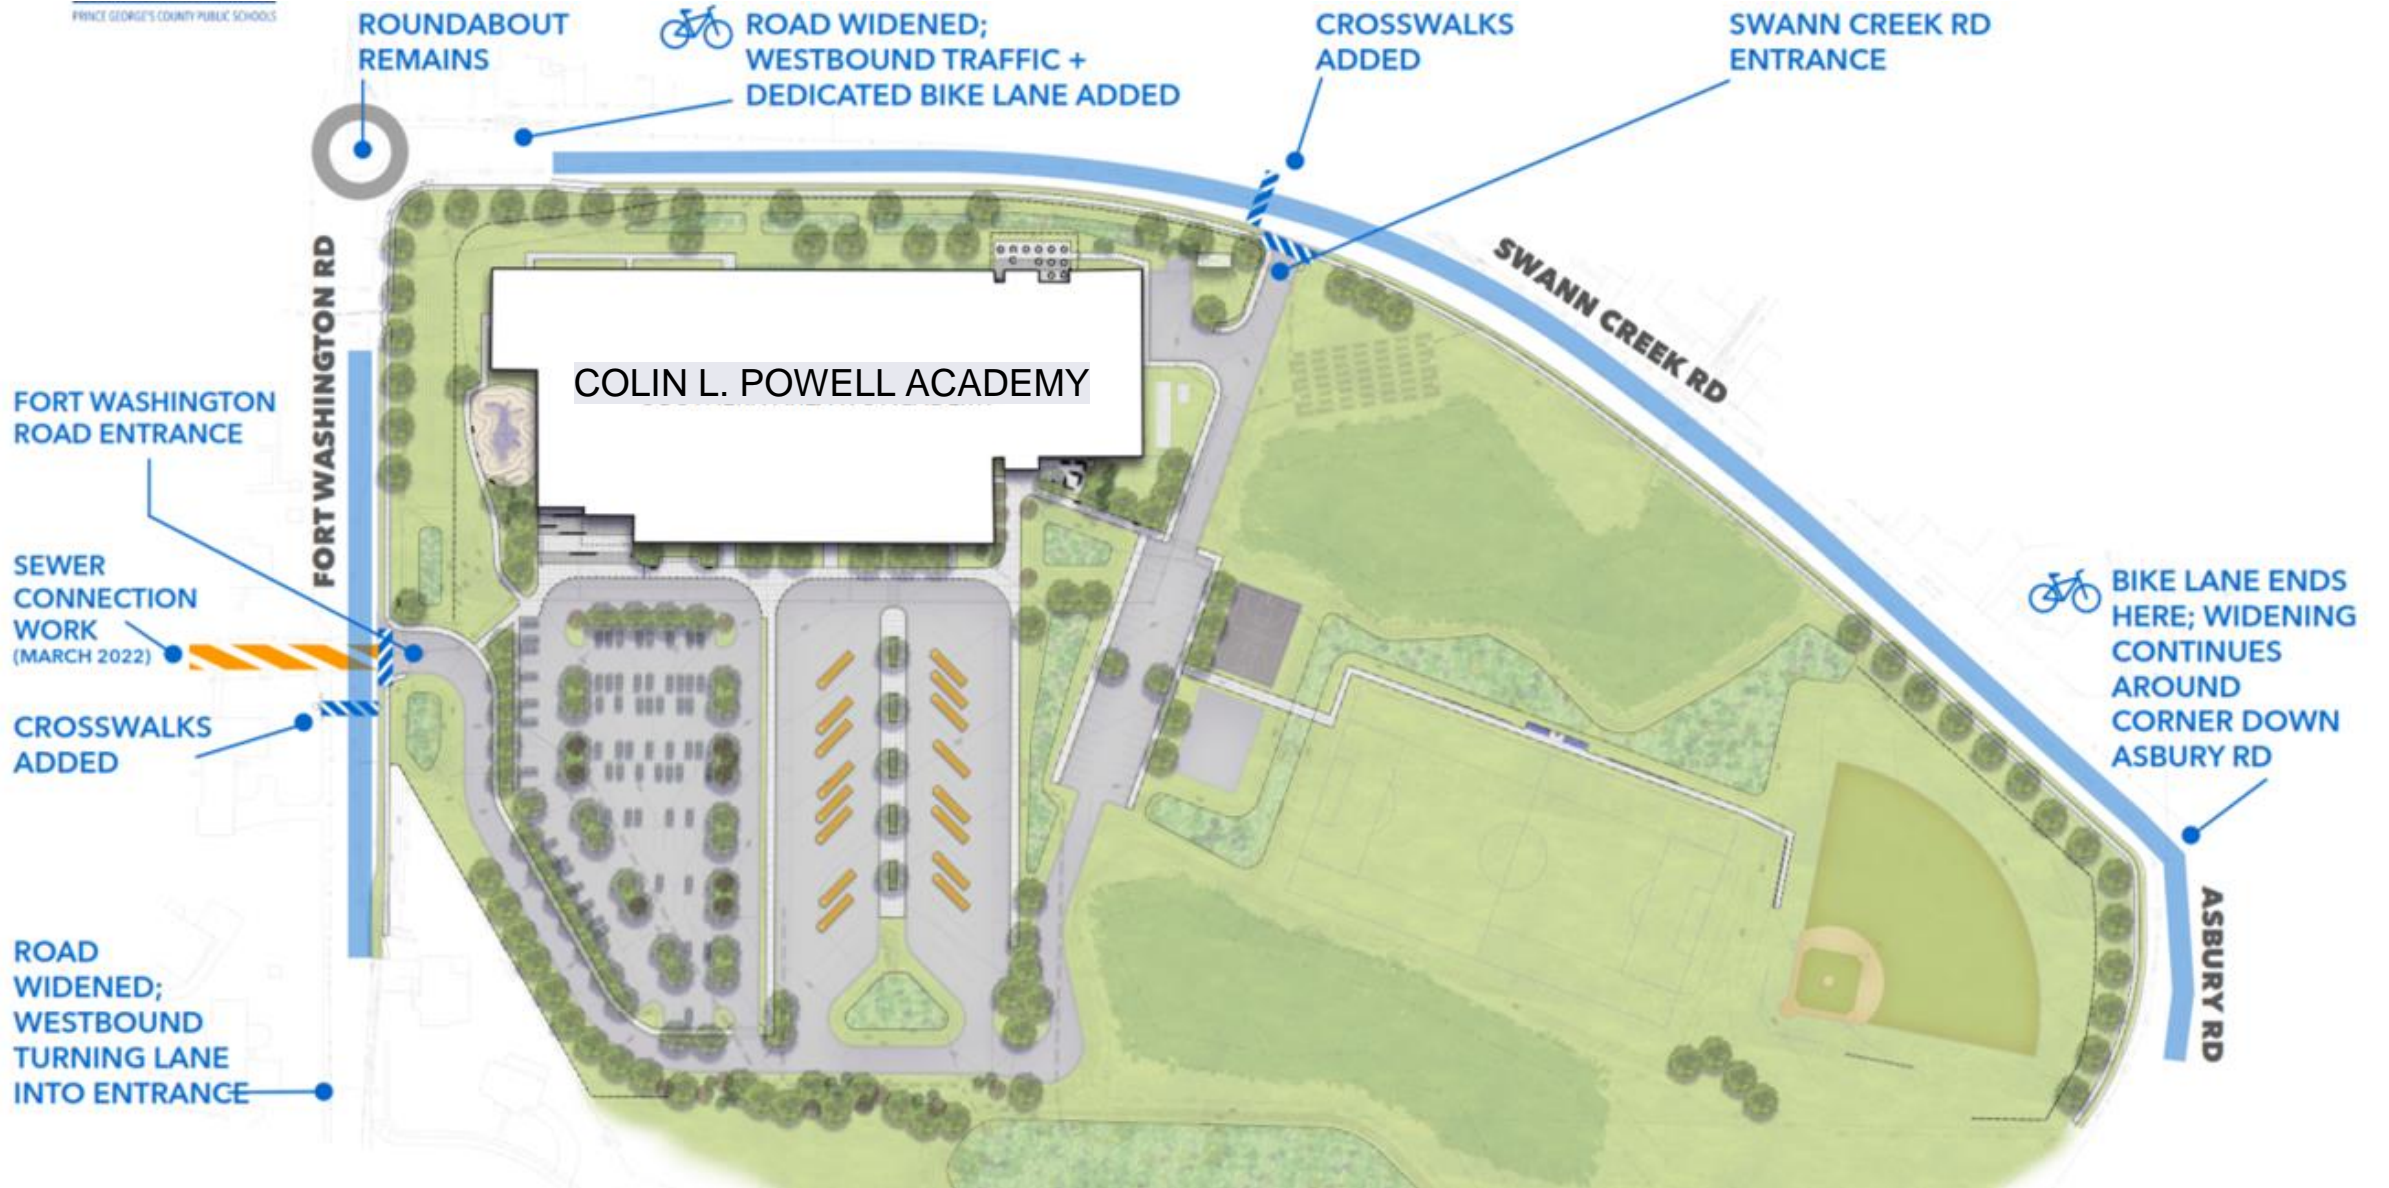 PRINCE GEORGE'S COUNTY PUBLIC SCHOOLS
ROUNDABOUT
REMAINS
ROAD WIDENED;
WESTBOUND TRAFFIC +
DEDICATED BIKE LANE ADDED
CROSSWALKS
ADDED
SWANN CREEK RD
ENTRANCE
FORT WASHINGTON RD
COLIN L. POWELL ACADEMY
SWANN CREEK RD
FORT WASHINGTON
ROAD ENTRANCE
SEWER
CONNECTION
WORK
(MARCH 2022)
CROSSWALKS
ADDED
ROAD
WIDENED;
WESTBOUND
TURNING LANE
INTO ENTRANCE
BIKE LANE ENDS
HERE; WIDENING
CONTINUES
AROUND
CORNER DOWN
ASBURY RD
ASBURY RD